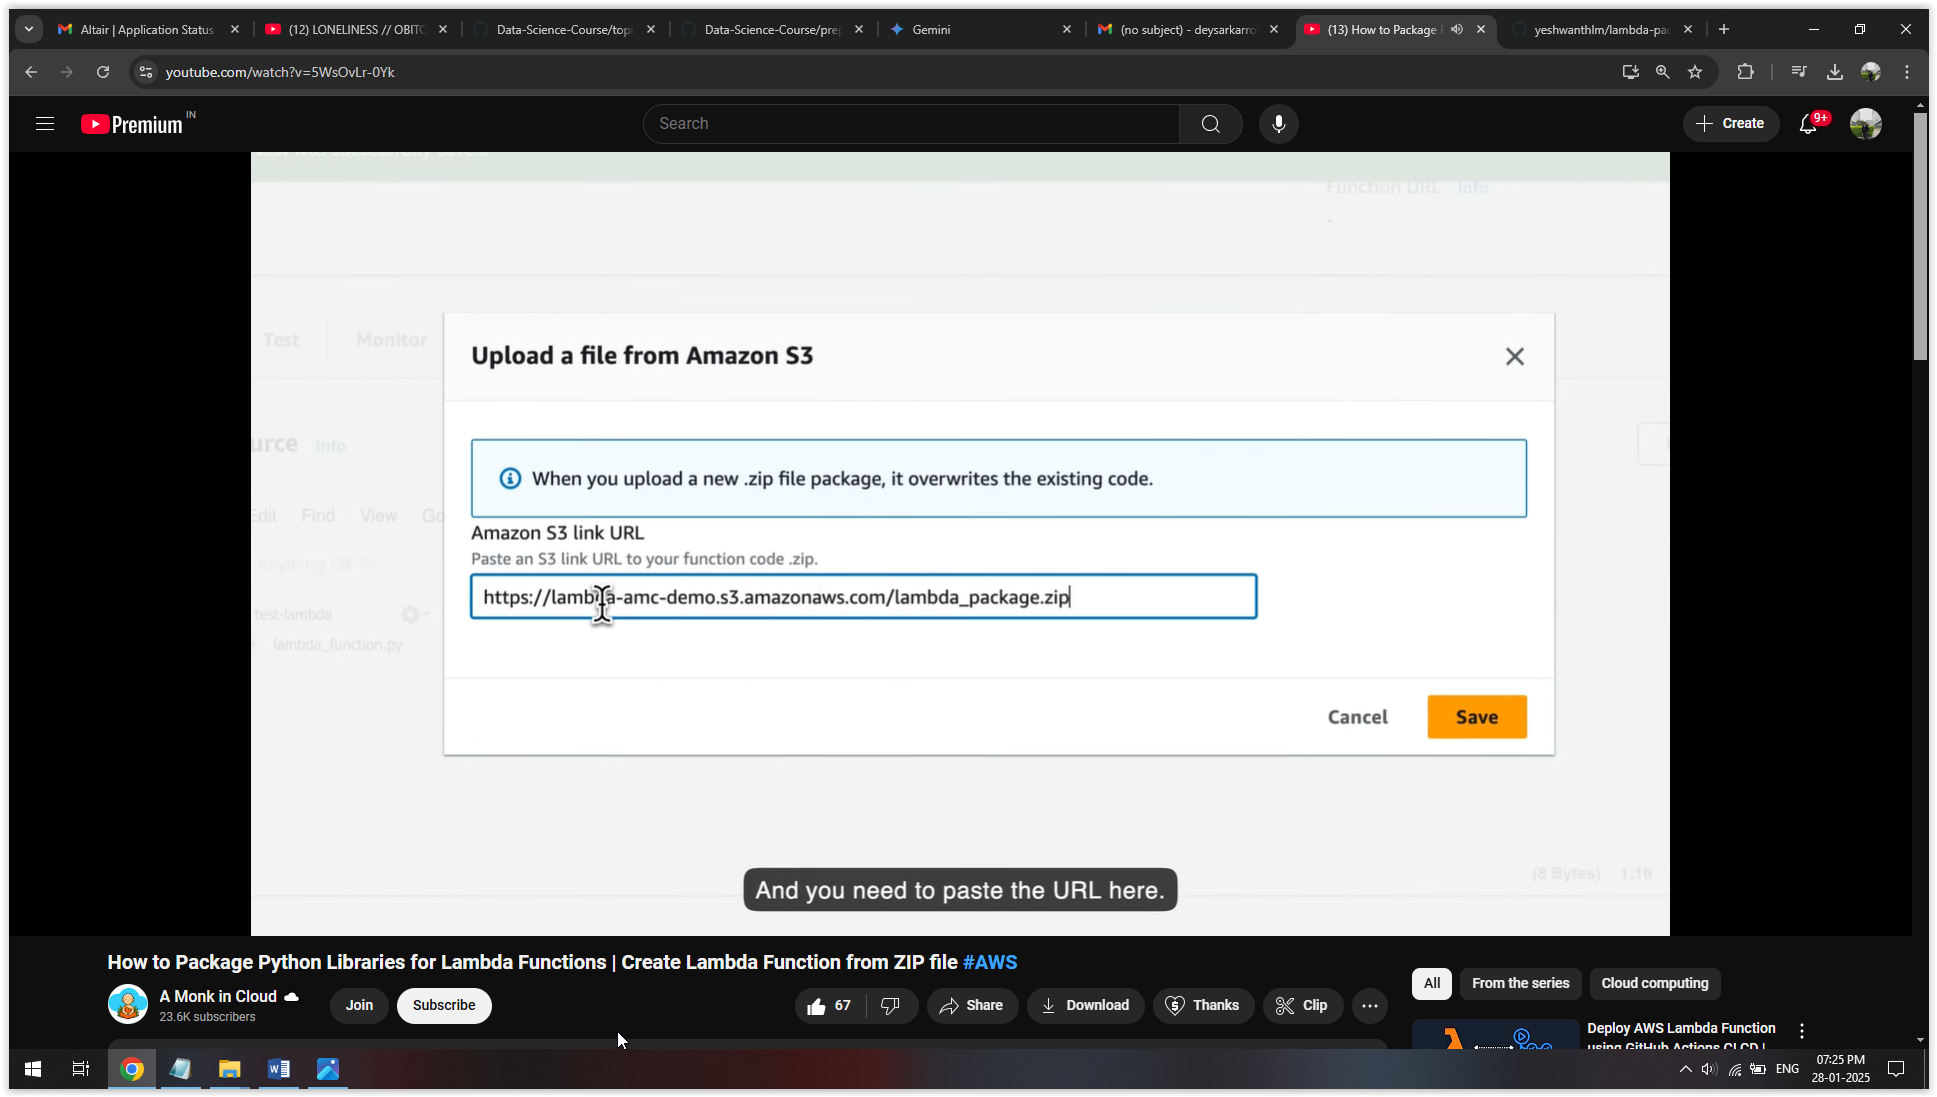 Altair | Application Status
(12) LONELINESS // OBITO
Data-Science-Course/topi
Data-Science-Course/prep
Gemini
(no subject) - deysarkarro
(13) How to Package P
yeshwanthlm/lambda-pac
youtube.com/watch?v=5WsOvLr-0Yk
Premium IN
Search
Create
9+
test was successfully saved.
Function URL Info
-
Test
Monitor
Upload a file from Amazon S3
urce Info
When you upload a new .zip file package, it overwrites the existing code.
Edit Find View Go
Amazon S3 link URL
Paste an S3 link URL to your function code .zip.
Anything (⌘ P)
https://lambda-amc-demo.s3.amazonaws.com/lambda_package.zip
test-lambda
lambda_function.py
Cancel
Save
(8 Bytes) 1:16
And you need to paste the URL here.
How to Package Python Libraries for Lambda Functions | Create Lambda Function from ZIP file #AWS
A Monk in Cloud
23.6K subscribers
Join
Subscribe
67
Share
Download
Thanks
Clip
All
From the series
Cloud computing
Deploy AWS Lambda Function
using GitHub Actions CI CD |
ENG
07:25 PM
28-01-2025